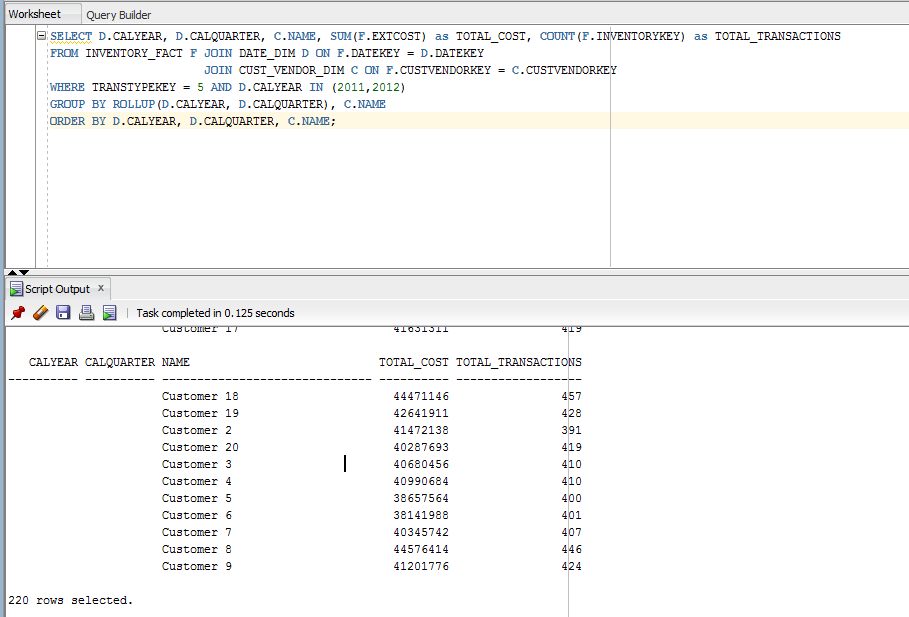 Worksheet Query Builder
SELECT D.CALYEAR, D.CALQUARTER, C.NAME, SUM(F.EXTCOST) as TOTAL_COST, COUNT(F.INVENTORYKEY) as TOTAL_TRANSACTIONS
FROM INVENTORY_FACT F JOIN DATE_DIM D ON F.DATEKEY = D.DATEKEY
JOIN CUST_VENDOR_DIM C ON F.CUSTVENDORKEY = C.CUSTVENDORKEY
WHERE TRANSTYPEKEY = 5 AND D.CALYEAR IN (2011,2012)
GROUP BY ROLLUP(D.CALYEAR, D.CALQUARTER), C.NAME
ORDER BY D.CALYEAR, D.CALQUARTER, C.NAME;
Script Output x
Task completed in 0.125 seconds
Customer 17 41631311 419
CALYEAR CALQUARTER NAME TOTAL_COST TOTAL_TRANSACTIONS
---------- ---------- ------------------------------ ---------- ------------------
Customer 18 44471146 457
Customer 19 42641911 428
Customer 2 41472138 391
Customer 20 40287693 419
Customer 3 40680456 410
Customer 4 40990684 410
Customer 5 38657564 400
Customer 6 38141988 401
Customer 7 40345742 407
Customer 8 44576414 446
Customer 9 41201776 424
220 rows selected.